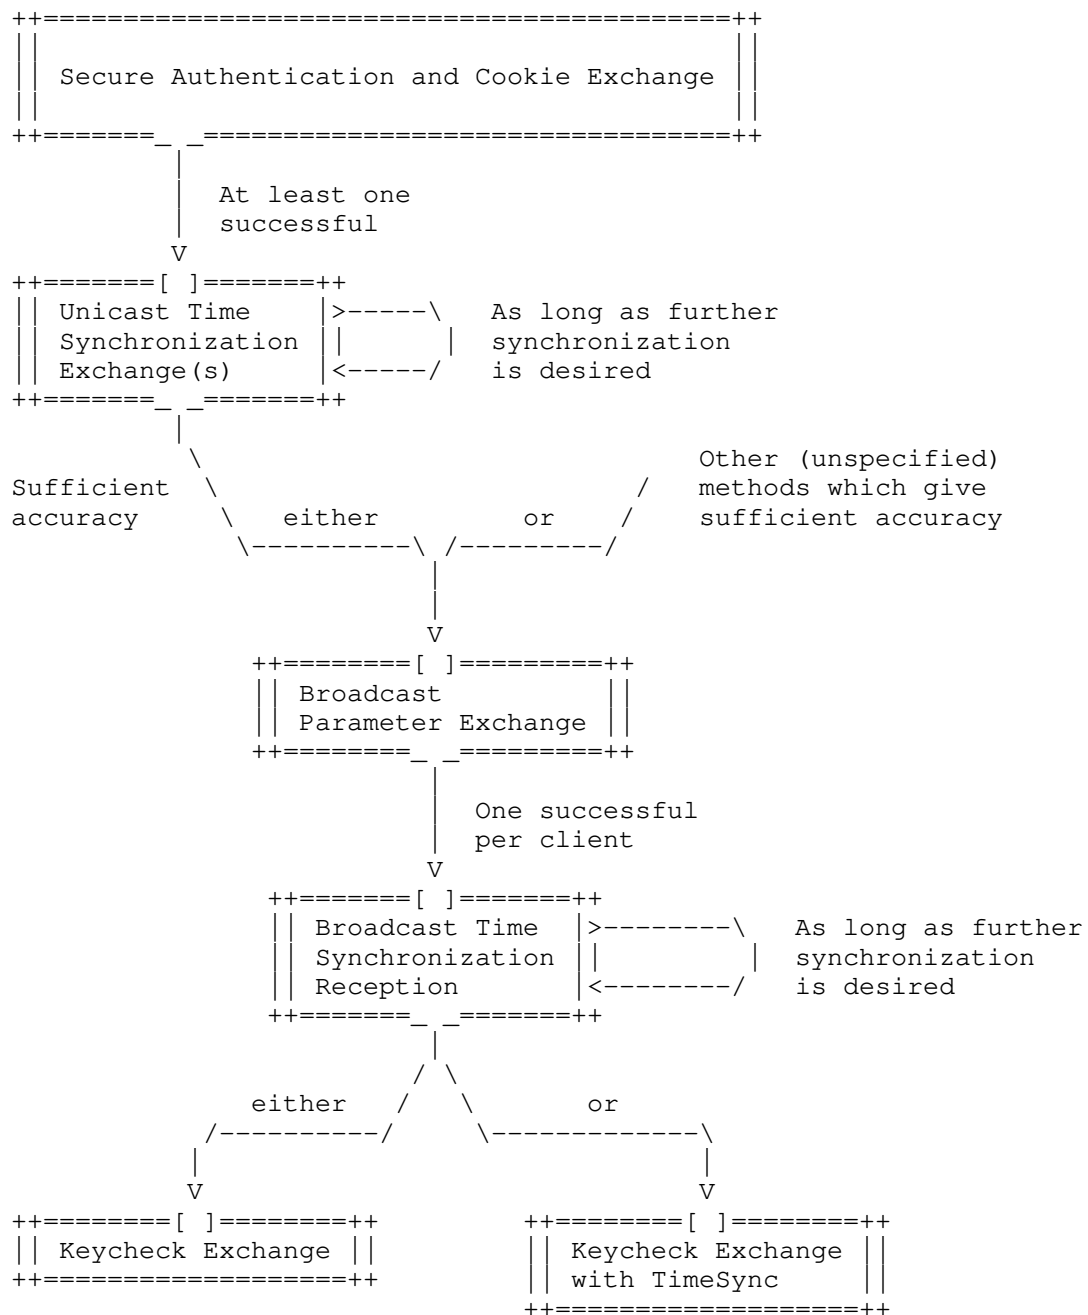 ++===========================================++
||                                           ||
|| Secure Authentication and Cookie Exchange ||
||                                           ||
++=======_ _=================================++
          |
          |  At least one
          |  successful
          V
++=======[ ]=======++
|| Unicast Time    |>-----\   As long as further
|| Synchronization ||      |  synchronization
|| Exchange(s)     |<-----/   is desired
++=======_ _=======++
          |
           \                               Other (unspecified)
Sufficient  \                          /   methods which give
accuracy     \   either         or    /    sufficient accuracy
              \----------\ /---------/
                          |
                          |
                          V
               ++========[ ]=========++
               || Broadcast          ||
               || Parameter Exchange ||
               ++========_ _=========++
                          |
                          |  One successful
                          |  per client
                          V
                ++=======[ ]=======++
                || Broadcast Time  |>--------\   As long as further
                || Synchronization ||         |  synchronization
                || Reception       |<--------/   is desired
                ++=======_ _=======++
                          |
                         / \
               either   /   \       or
            /----------/     \-------------\
           |                               |
           V                               V
++========[ ]========++         ++========[ ]========++
|| Keycheck Exchange ||         || Keycheck Exchange ||
++===================++         || with TimeSync     ||
                                ++===================++